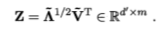 𝐙 = 𝚲̃^{1/2} 𝐕̃^T ∈ ℝ^{d′×m} .